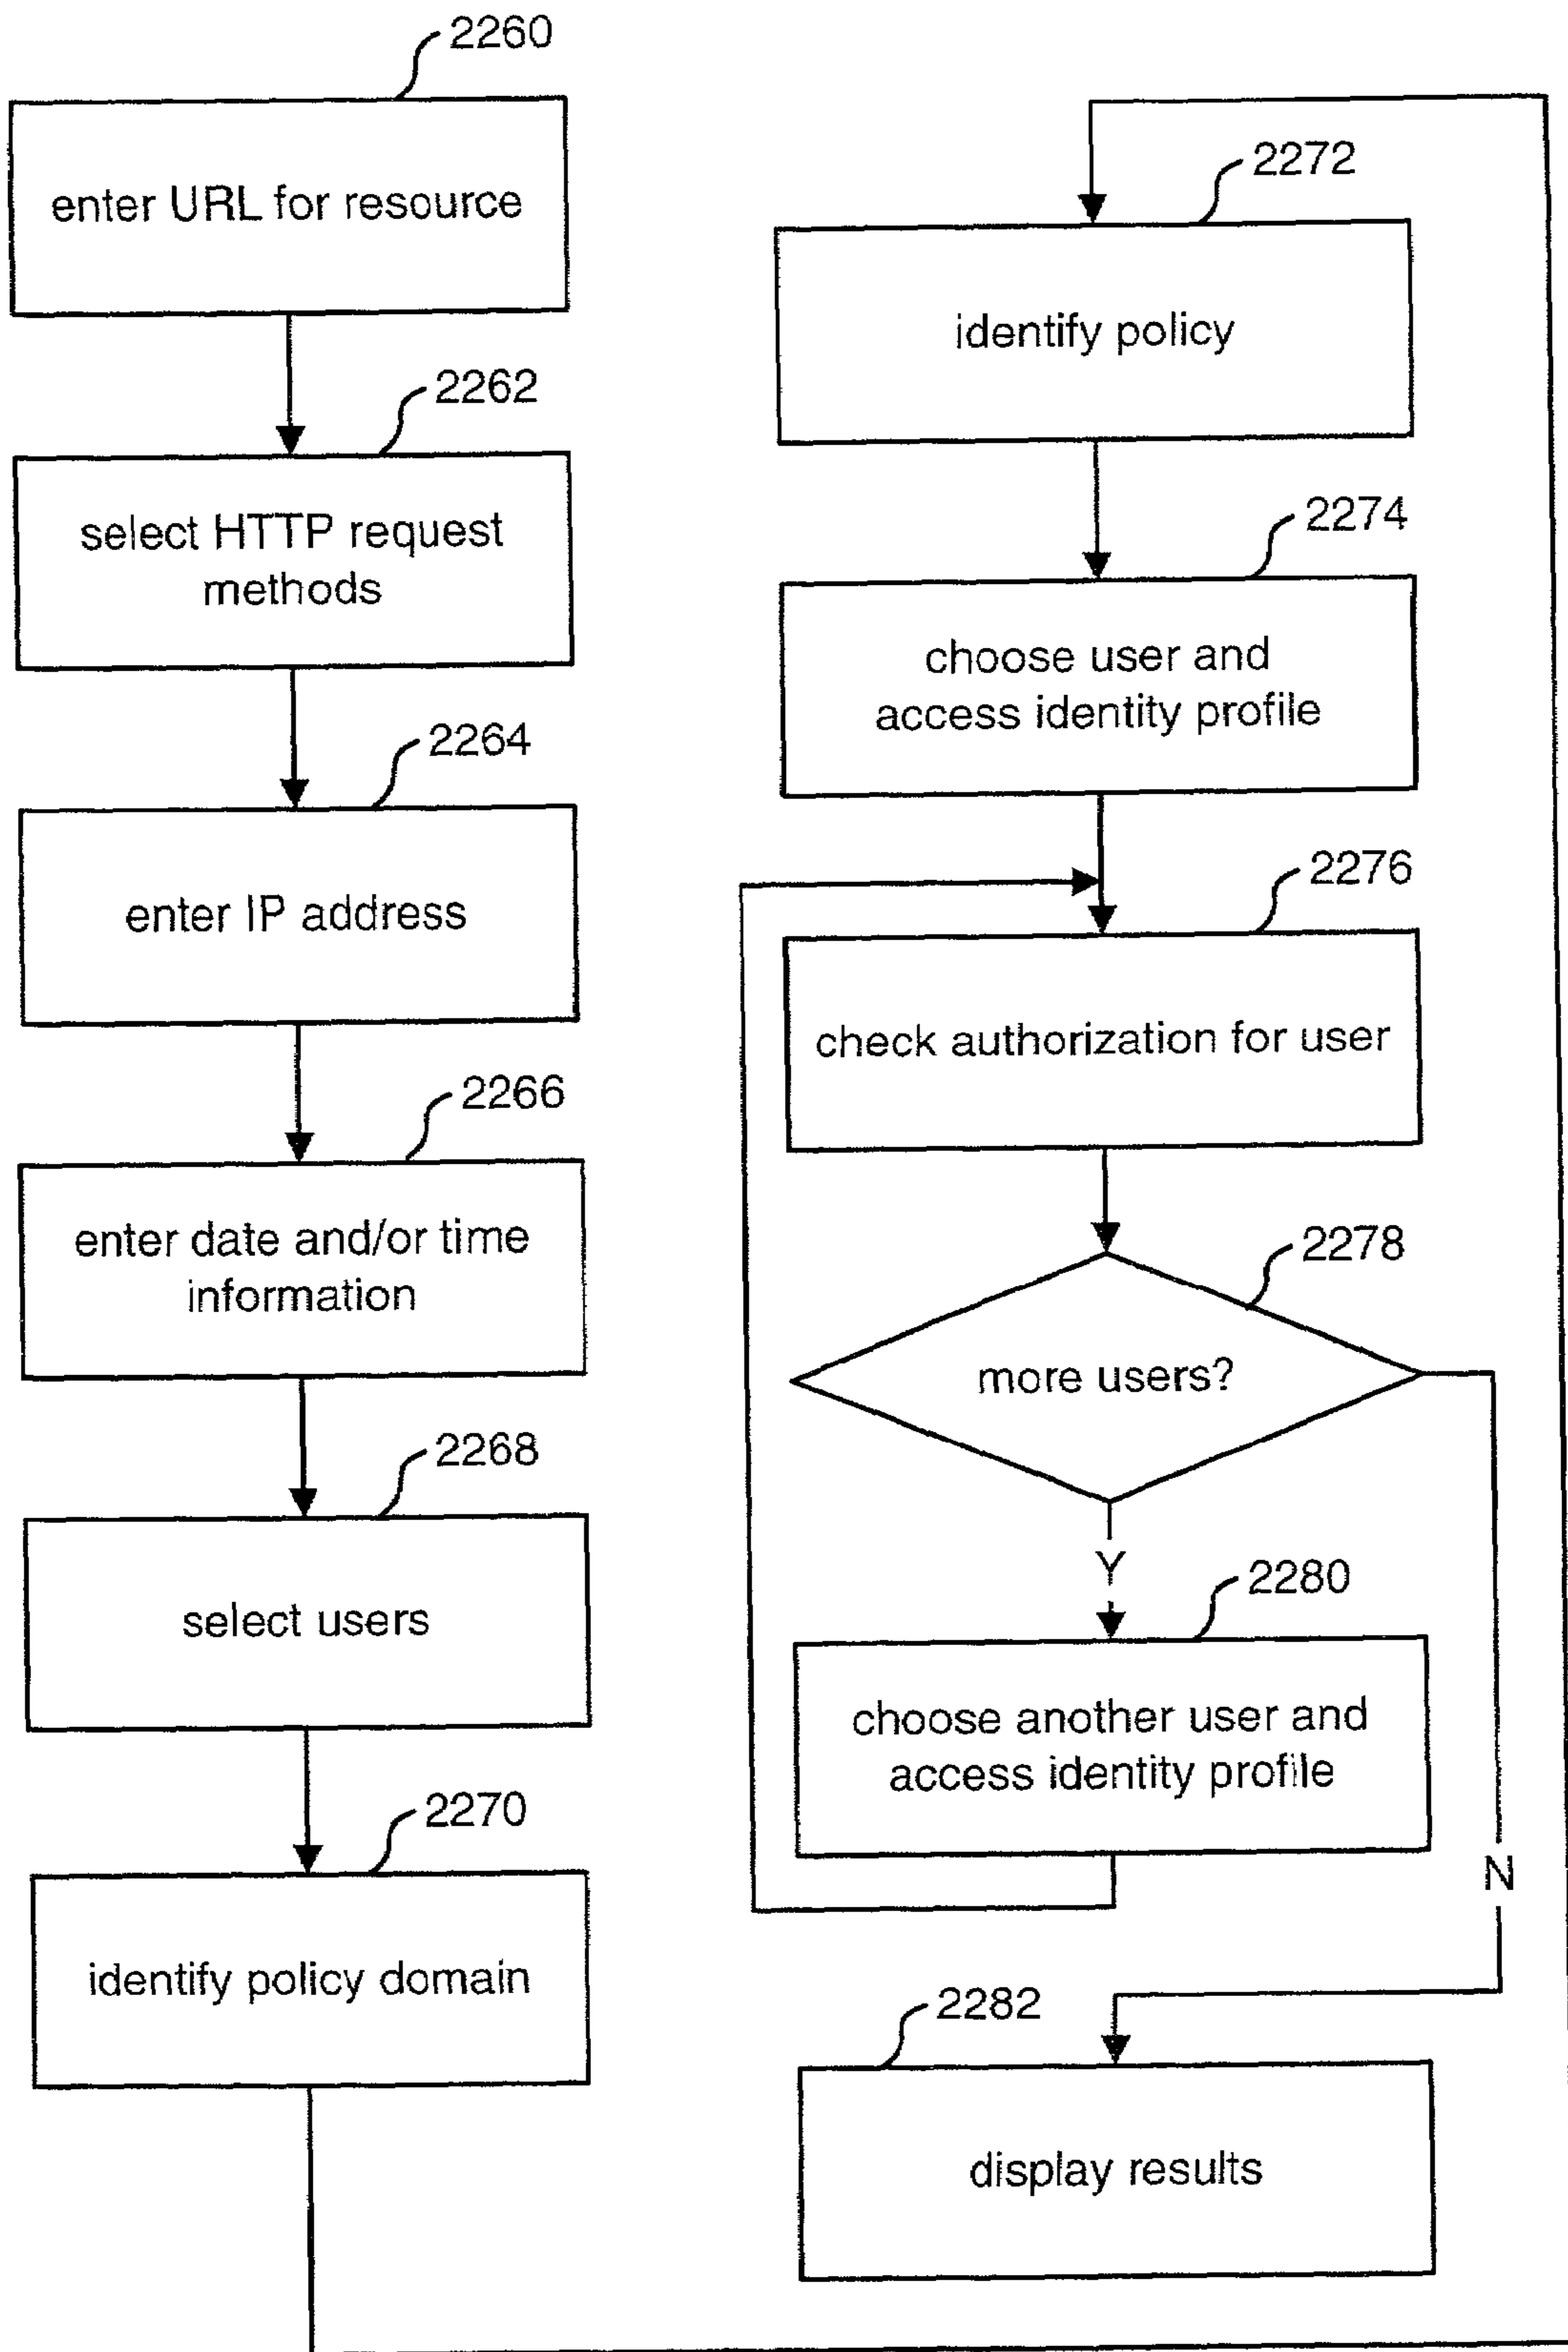 2260
enter URL for resource
2262
select HTTP request
methods
2264
enter IP address
2266
enter date and/or time
information
2268
select users
2270
identify policy domain
2272
identify policy
2274
choose user and
access identity profile
2276
check authorization for user
2278
more users?
Y
2280
choose another user and
access identity profile
N
2282
display results